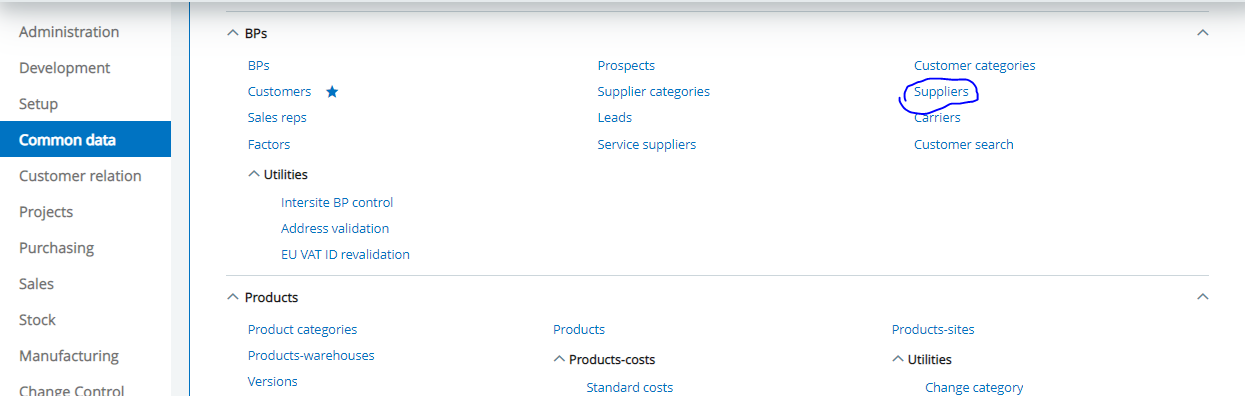 Administration
Development
Setup
Common data
Customer relation
Projects
Purchasing
Sales
Stock
Manufacturing
Change Control
BPs
BPs Prospects Customer categories
Customers Supplier categories Suppliers
Sales reps Leads Carriers
Factors Service suppliers Customer search
Utilities
Intersite BP control
Address validation
EU VAT ID revalidation
Products
Product categories Products Products-sites
Products-warehouses Products-costs Utilities
Versions Standard costs Change category